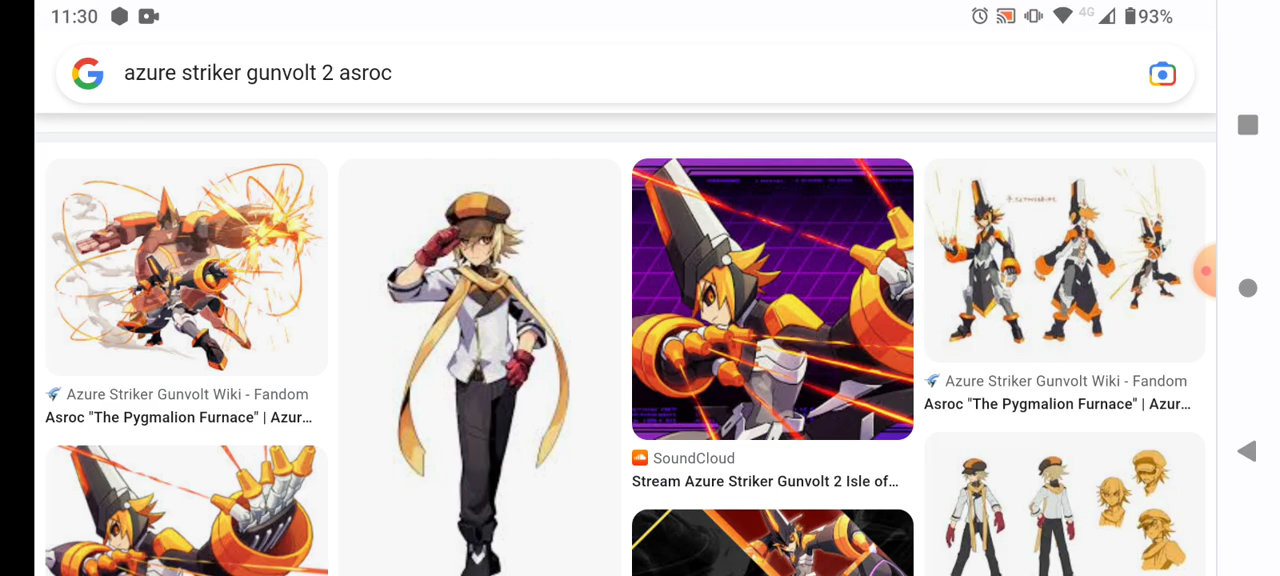 11:30
4G
93%
azure striker gunvolt 2 asroc
Azure Striker Gunvolt Wiki - Fandom
Asroc "The Pygmalion Furnace" | Azur...
SoundCloud
Stream Azure Striker Gunvolt 2 Isle of...
Azure Striker Gunvolt Wiki - Fandom
Asroc "The Pygmalion Furnace" | Azur...